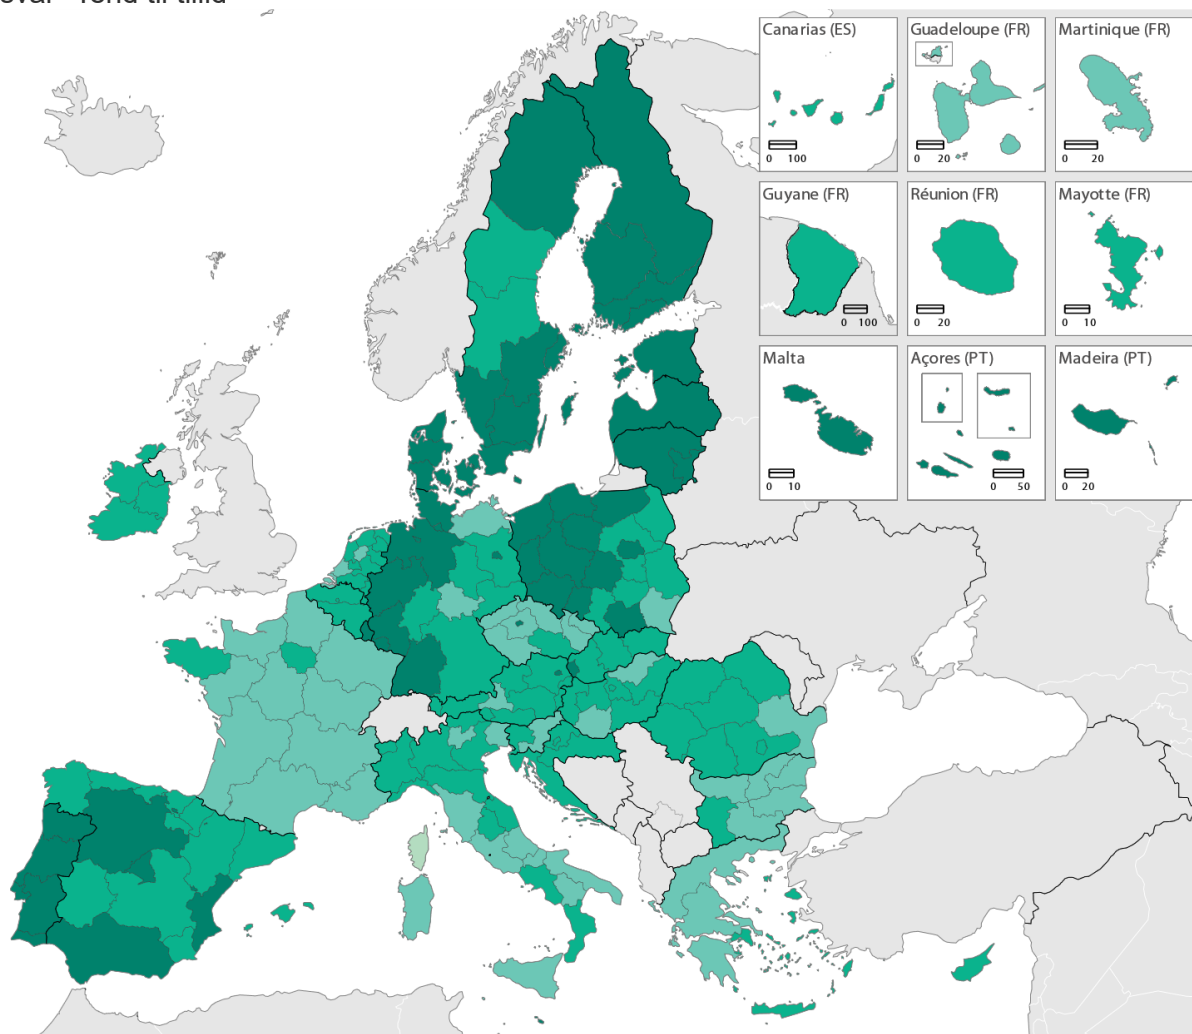 Canarias (ES)
0 100
Guadeloupe (FR)
0 20
Martinique (FR)
0 20
Guyane (FR)
0 100
Réunion (FR)
0 20
Mayotte (FR)
0 10
Malta
0 10
Açores (PT)
0 50
Madeira (PT)
0 20